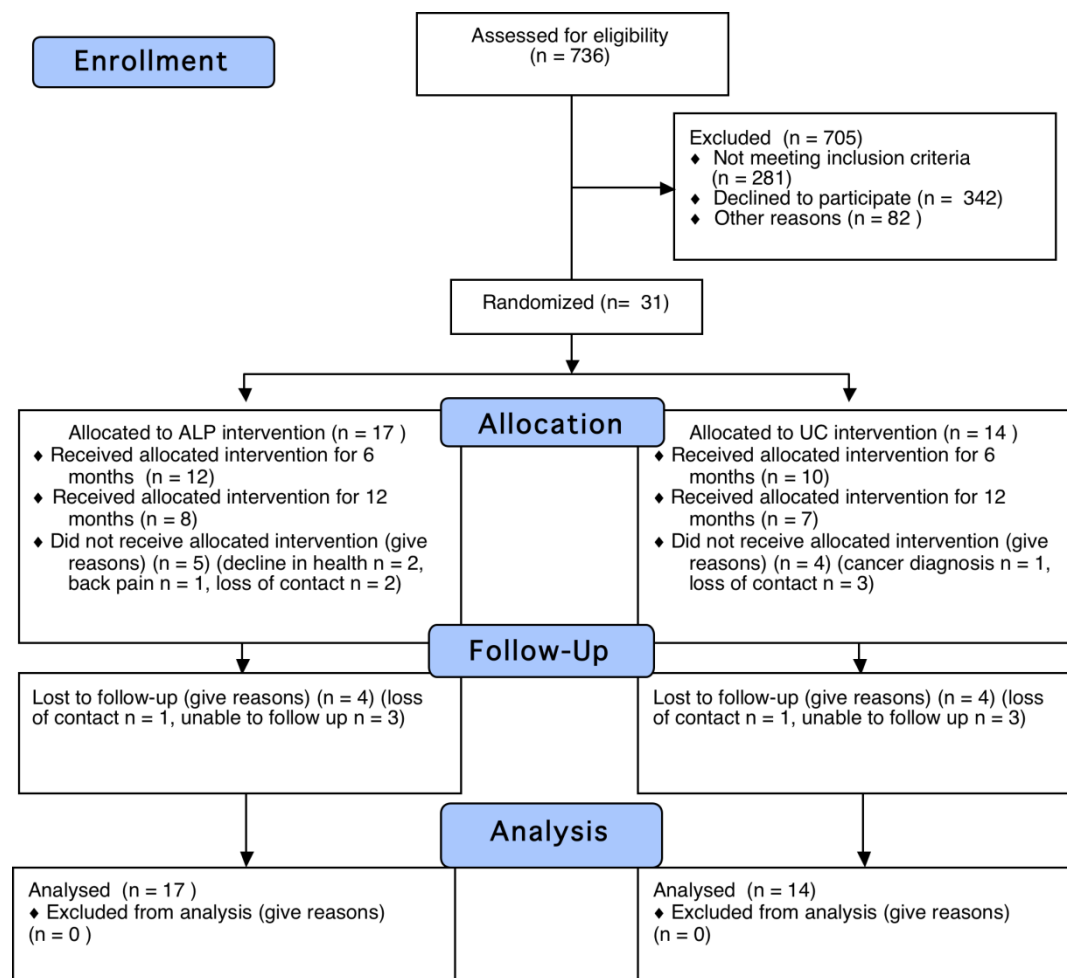 Enrollment
Assessed for eligibility
(n = 736)
Excluded (n = 705)
♦ Not meeting inclusion criteria
(n = 281)
♦ Declined to participate (n = 342)
♦ Other reasons (n = 82 )
Randomized (n= 31)
Allocation
Allocated to ALP intervention (n = 17 )
♦ Received allocated intervention for 6
months (n = 12)
♦ Received allocated intervention for 12
months (n = 8)
♦ Did not receive allocated intervention (give
reasons) (n = 5) (decline in health n = 2,
back pain n = 1, loss of contact n = 2)
Allocated to UC intervention (n = 14 )
♦ Received allocated intervention for 6
months (n = 10)
♦ Received allocated intervention for 12
months (n = 7)
♦ Did not receive allocated intervention (give
reasons) (n = 4) (cancer diagnosis n = 1,
loss of contact n = 3)
Follow-Up
Lost to follow-up (give reasons) (n = 4) (loss
of contact n = 1, unable to follow up n = 3)
Lost to follow-up (give reasons) (n = 4) (loss
of contact n = 1, unable to follow up n = 3)
Analysis
Analysed (n = 17 )
♦ Excluded from analysis (give reasons)
(n = 0 )
Analysed (n = 14)
♦ Excluded from analysis (give reasons)
(n = 0)